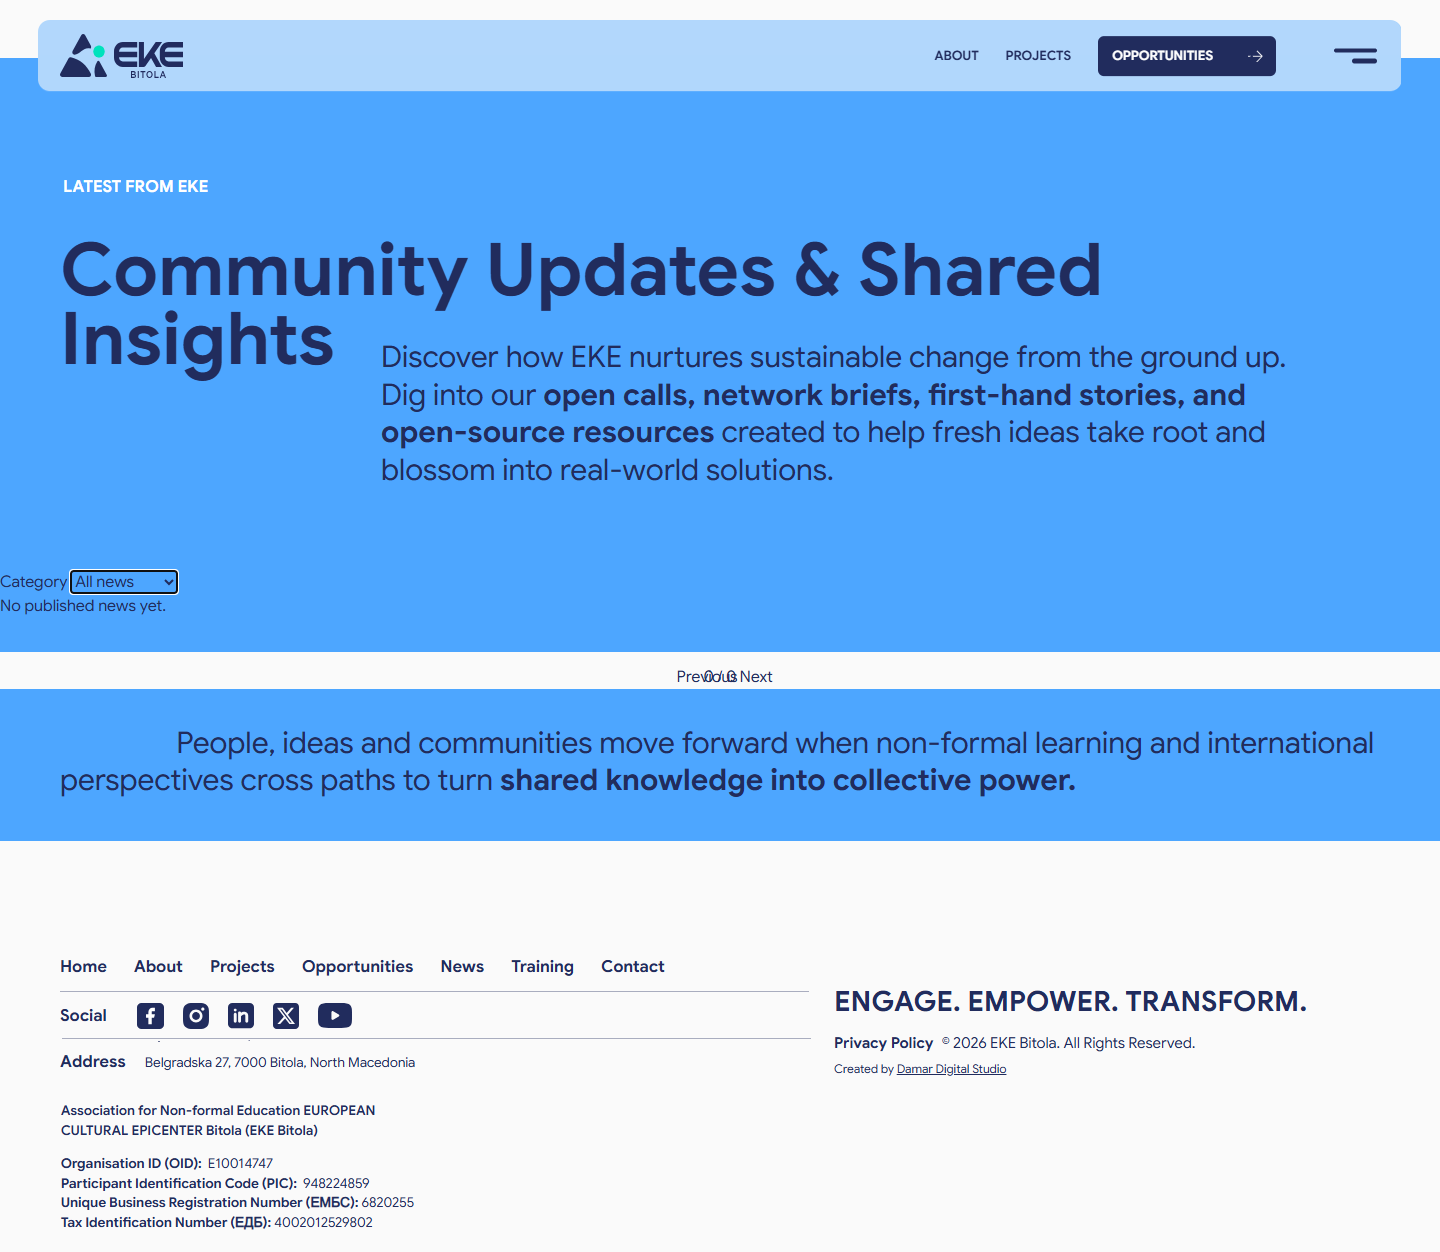 EKE
BITOLA
ABOUT
PROJECTS
OPPORTUNITIES
LATEST FROM EKE
Community Updates & Shared
Insights
Discover how EKE nurtures sustainable change from the ground up.
Dig into our open calls, network briefs, first-hand stories, and
open-source resources created to help fresh ideas take root and
blossom into real-world solutions.
Category All news
No published news yet.
Previous 0 / 0 Next
People, ideas and communities move forward when non-formal learning and international
perspectives cross paths to turn shared knowledge into collective power.
Home About Projects Opportunities News Training Contact
Social
Address Belgradska 27, 7000 Bitola, North Macedonia
Association for Non-formal Education EUROPEAN
CULTURAL EPICENTER Bitola (EKE Bitola)
Organisation ID (OID): E10014747
Participant Identification Code (PIC): 948224859
Unique Business Registration Number (ЕМБС): 6820255
Tax Identification Number (ЕДБ): 4002012529802
ENGAGE. EMPOWER. TRANSFORM.
Privacy Policy © 2026 EKE Bitola. All Rights Reserved.
Created by Damar Digital Studio